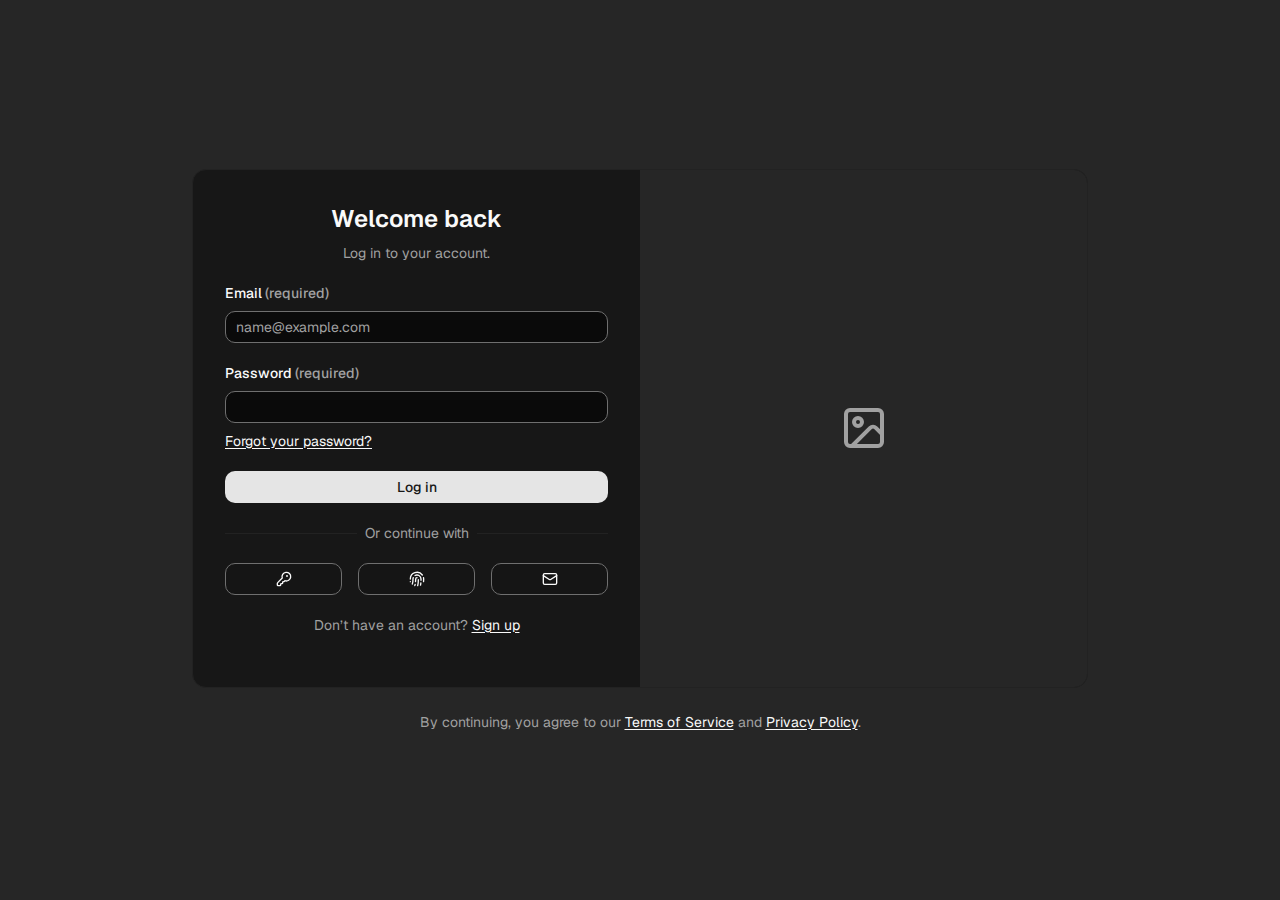 Welcome back
Log in to your account.
Email (required)
name@example.com
Password (required)
Forgot your password?
Log in
Or continue with
Don't have an account? Sign up
By continuing, you agree to our Terms of Service and Privacy Policy.